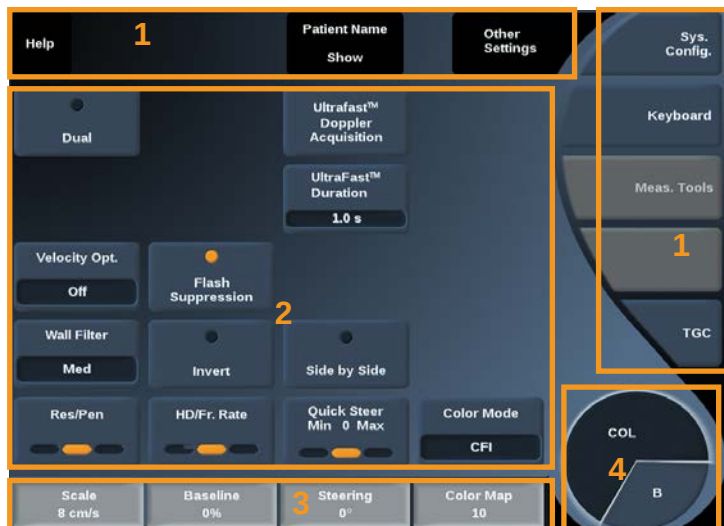 Help
1
Patient Name
Show
Other
Settings
Sys.
Config.
Keyboard
Meas. Tools
1
TGC
Dual
Ultrafast™
Doppler
Acquisition
UltraFast™
Duration
1.0 s
Velocity Opt.
Off
Flash
Suppression
2
Wall Filter
Med
Invert
Side by Side
Res/Pen
HD/Fr. Rate
Quick Steer
Min 0 Max
Color Mode
CFI
COL
4
B
Scale
8 cm/s
Baseline
0%
3
Steering
0°
Color Map
10